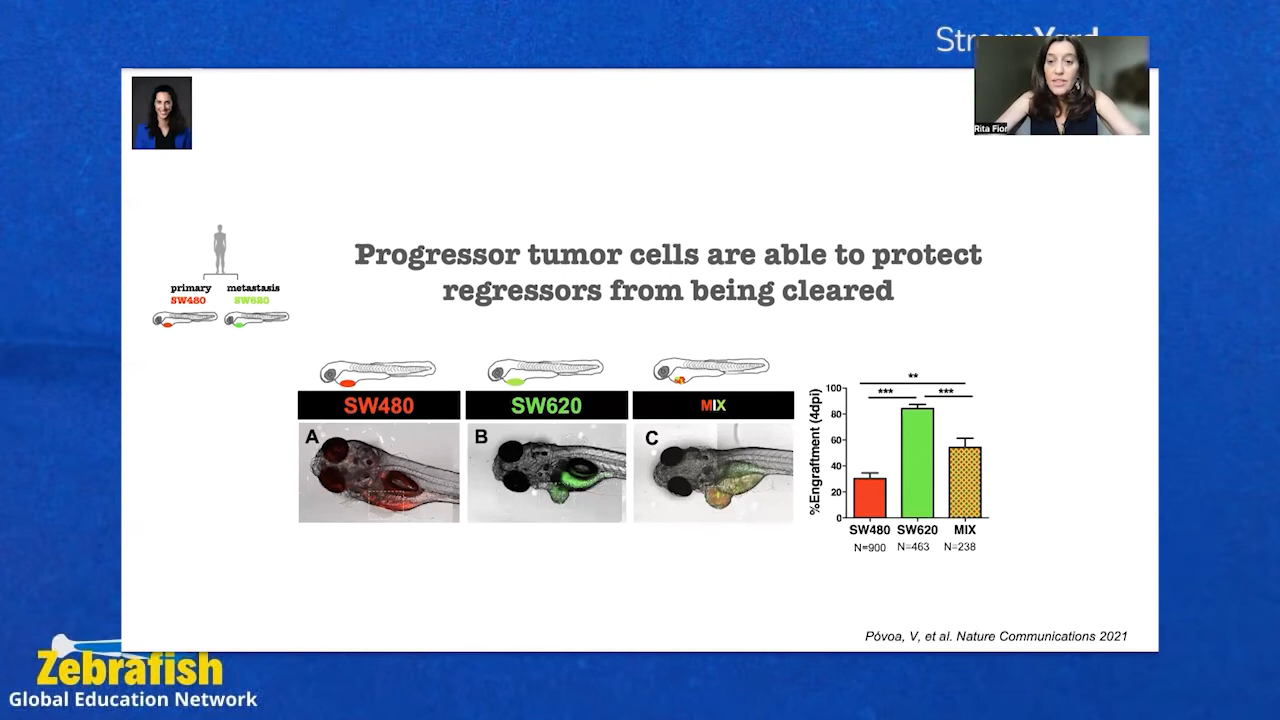 StreamYard
Rita Fior
Progressor tumor cells are able to protect
regressors from being cleared
primary metastasis
SW480 SW620
SW480 SW620 MIX
A B C
%Engraftment (4dpi)
100
80
60
40
20
0
**
*** ***
SW480 SW620 MIX
N=900 N=463 N=238
Póvoa, V, et al. Nature Communications 2021
Zebrafish
Global Education Network